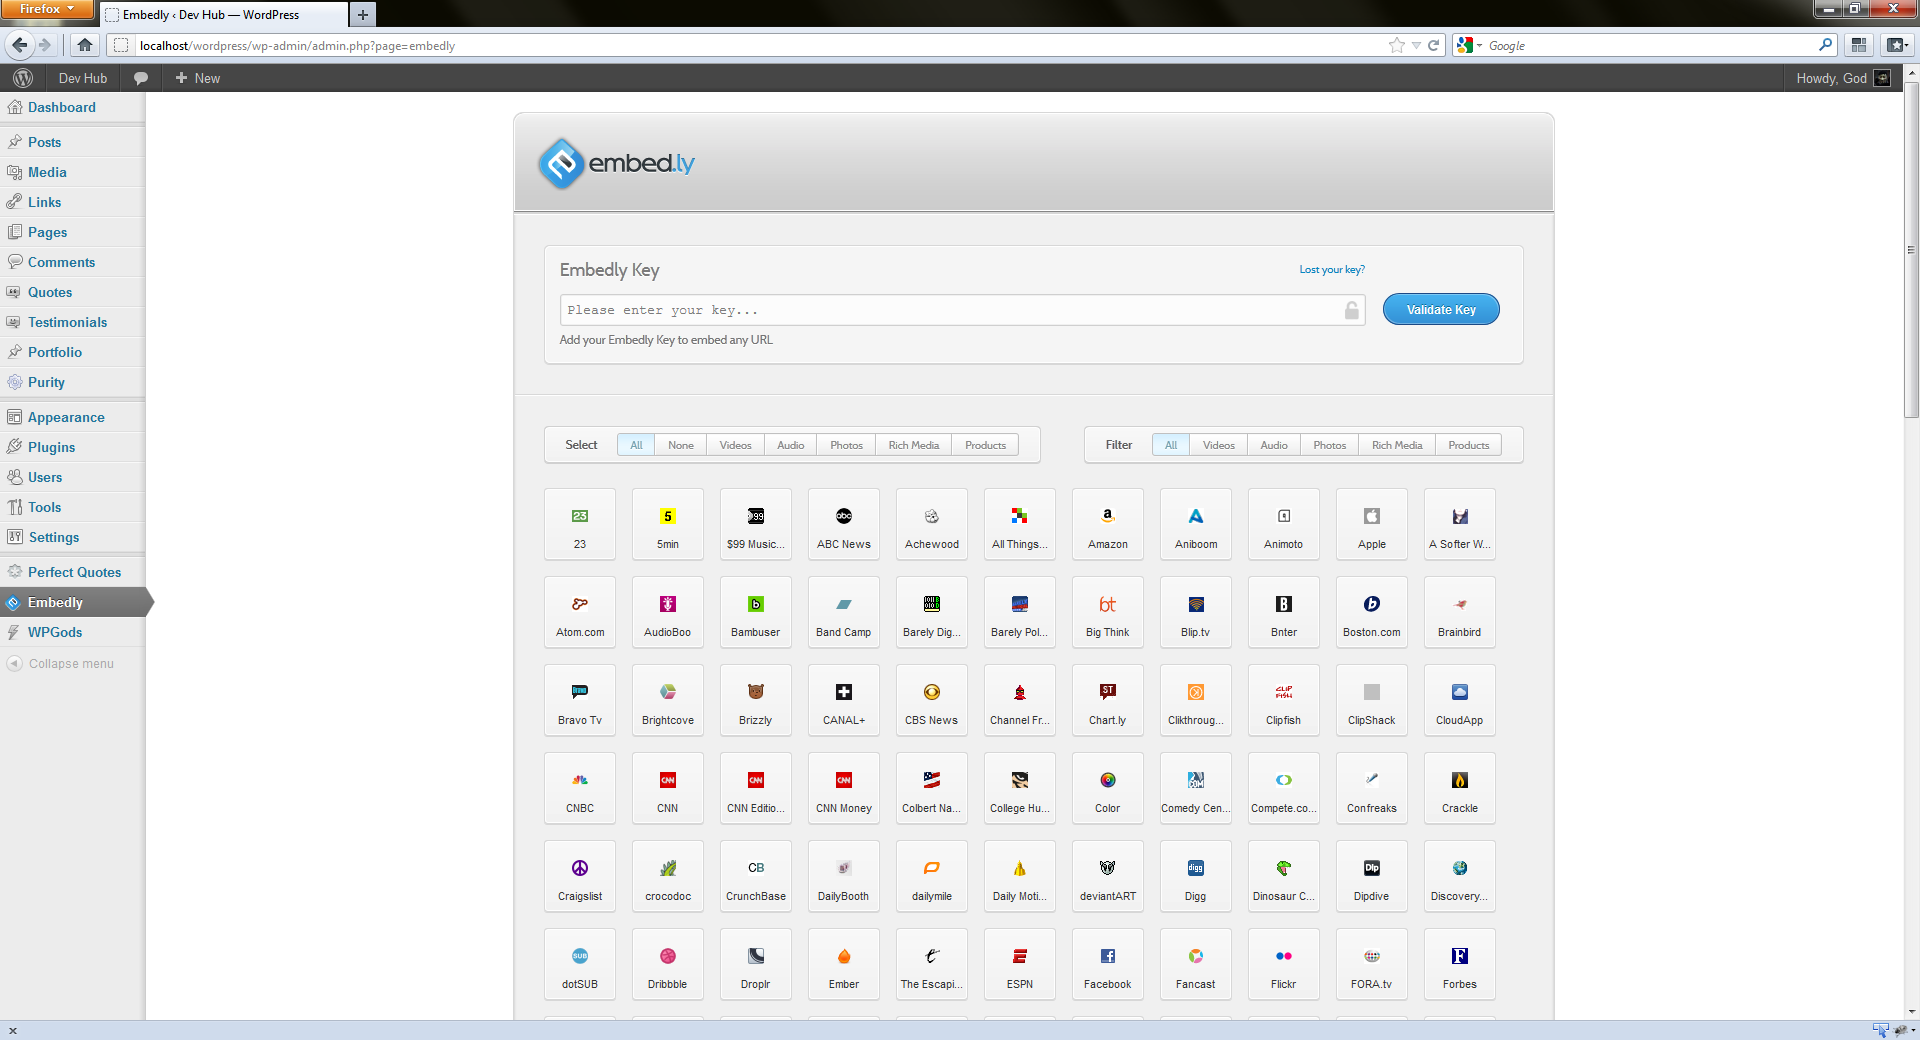 Firefox
Embedly ‹ Dev Hub — WordPress
localhost/wordpress/wp-admin/admin.php?page=embedly
Google
Dev Hub
New
Howdy, God
Dashboard
Posts
Media
Links
Pages
Comments
Quotes
Testimonials
Portfolio
Purity
Appearance
Plugins
Users
Tools
Settings
Perfect Quotes
Embedly
WPGods
Collapse menu
embed.ly
Embedly Key
Lost your key?
Please enter your key...
Validate Key
Add your Embedly Key to embed any URL
Select All None Videos Audio Photos Rich Media Products
Filter All Videos Audio Photos Rich Media Products
23 5min $99 Music... ABC News Achewood All Things... Amazon Aniboom Animoto Apple A Softer W...
Atom.com AudioBoo Bambuser Band Camp Barely Dig... Barely Pol... Big Think Blip.tv Bnter Boston.com Brainbird
Bravo Tv Brightcove Brizzly CANAL+ CBS News Channel Fr... Chart.ly Clikthroug... Clipfish ClipShack CloudApp
CNBC CNN CNN Editio... CNN Money Colbert Na... College Hu... Color Comedy Cen... Compete.co... Confreaks Crackle
Craigslist crocodoc CrunchBase DailyBooth dailymile Daily Moti... deviantART Digg Dinosaur C... Dipdive Discovery...
dotSUB Dribbble Droplr Ember The Escapi... ESPN Facebook Fancast Flickr FORA.tv Forbes